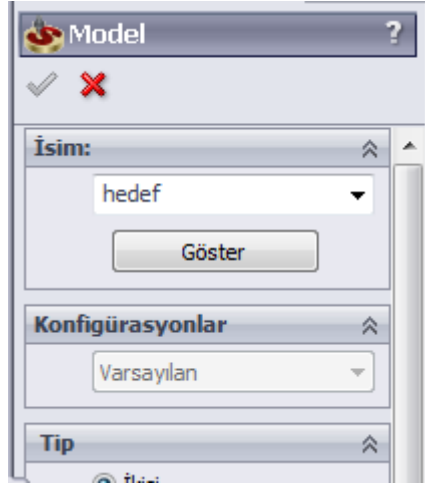 Model ?
İsim:
hedef
Göster
Konfigürasyonlar
Varsayılan
Tip